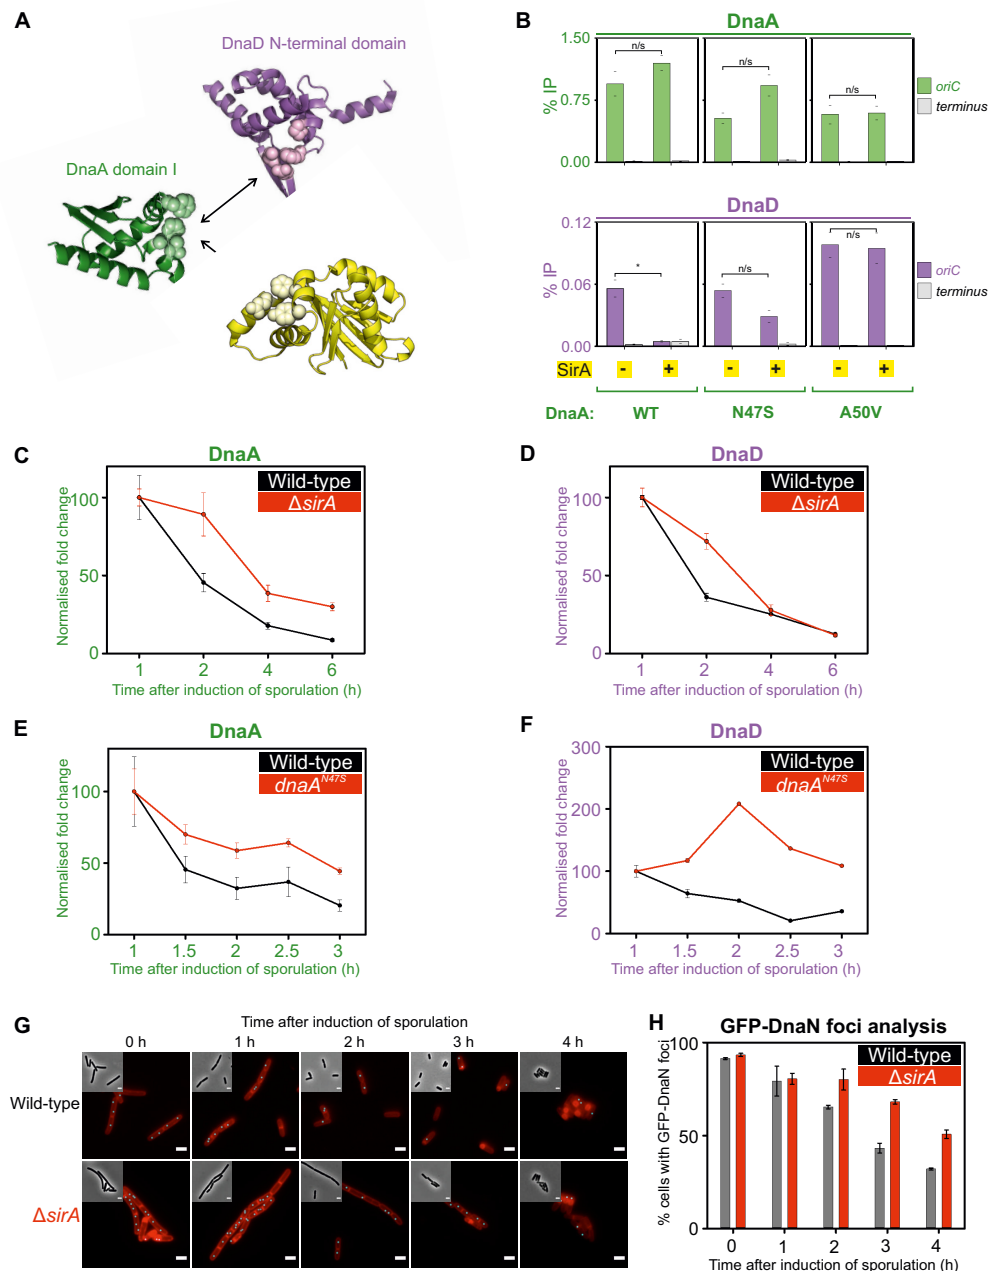 A
DnaD N-terminal domain
DnaA domain I
B
DnaA
% IP
1.50
0.75
0.00
n/s
n/s
n/s
oriC
terminus
DnaD
% IP
0.12
0.06
0.00
*
n/s
n/s
oriC
terminus
SirA
- + - + - +
DnaA: WT N47S A50V
C
DnaA
Normalised fold change
100
50
0
Wild-type
ΔsirA
1 2 4 6
Time after induction of sporulation (h)
D
DnaD
Normalised fold change
100
50
0
Wild-type
ΔsirA
1 2 4 6
Time after induction of sporulation (h)
E
DnaA
Normalised fold change
100
50
0
Wild-type
dnaA^N47S
1 1.5 2 2.5 3
Time after induction of sporulation (h)
F
DnaD
Normalised fold change
300
200
100
0
Wild-type
dnaA^N47S
1 1.5 2 2.5 3
Time after induction of sporulation (h)
G
Time after induction of sporulation
0 h 1 h 2 h 3 h 4 h
Wild-type
ΔsirA
H
GFP-DnaN foci analysis
% cells with GFP-DnaN foci
100
50
0
Wild-type
ΔsirA
0 1 2 3 4
Time after induction of sporulation (h)